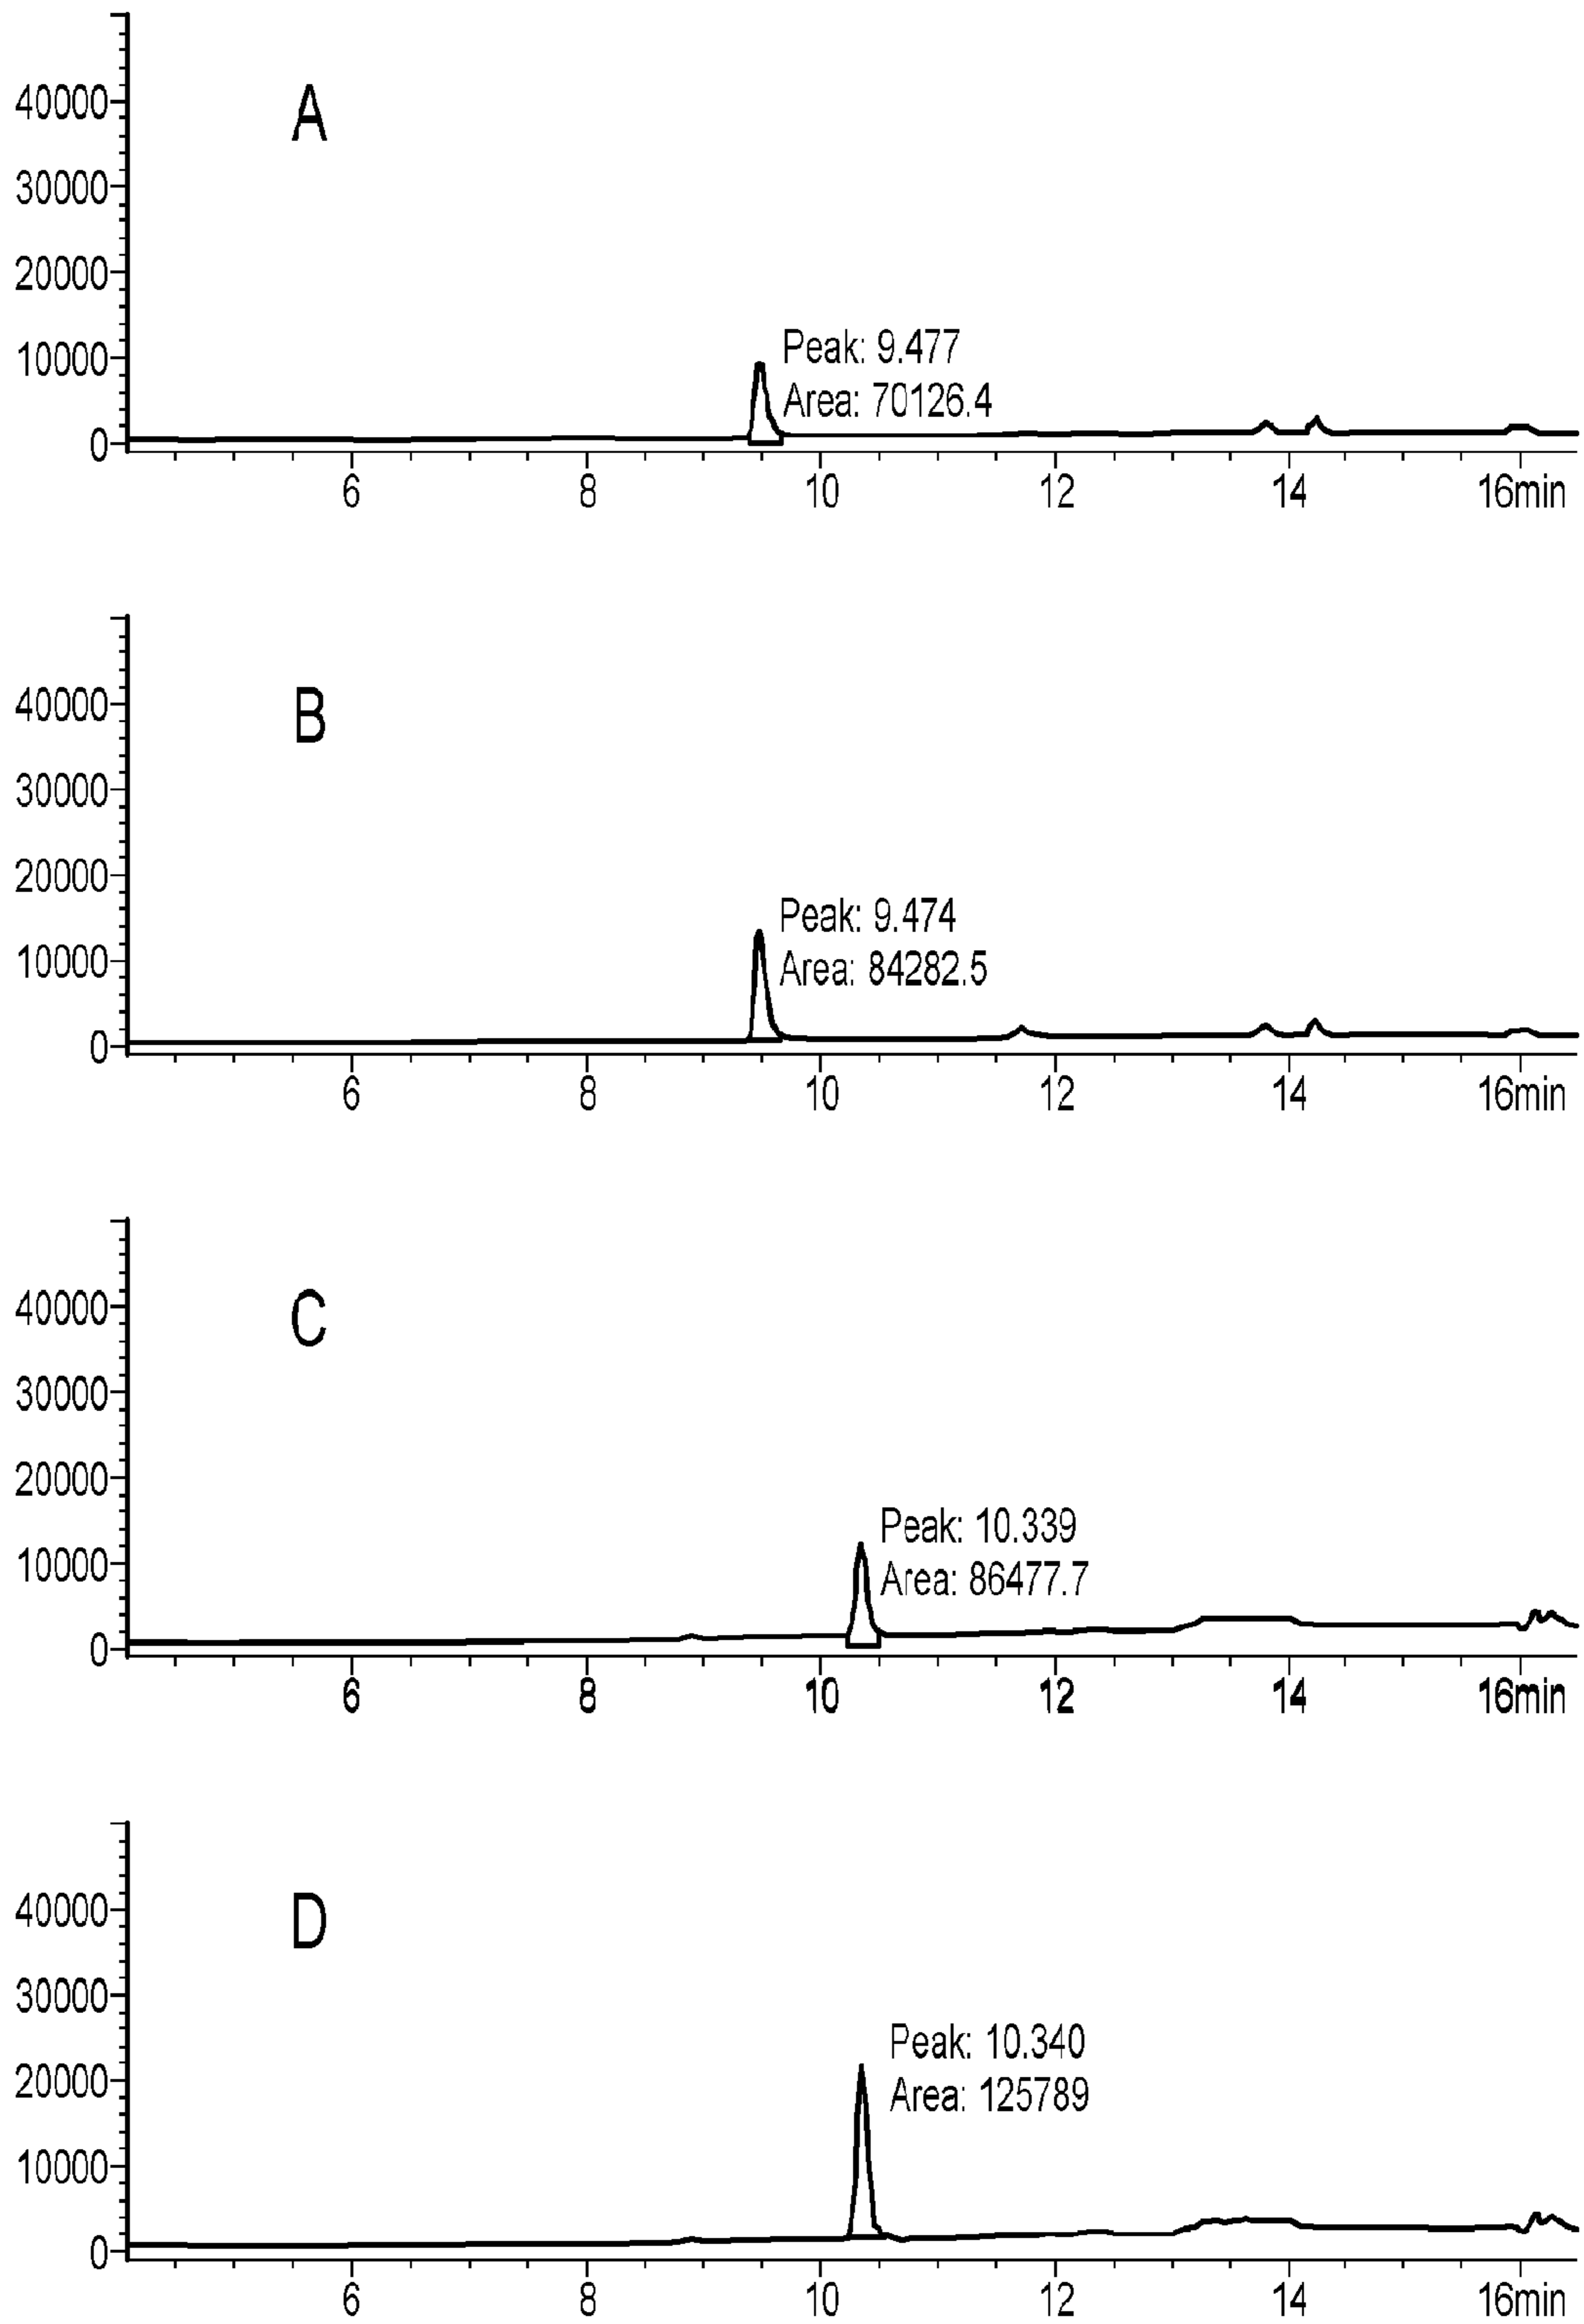 40000
A
30000
20000
Peak: 9.477
10000
Area: 70126.4
0
6 8 10 12 14 16min
40000
B
30000
20000
Peak: 9.474
10000
Area: 84282.5
0
6 8 10 12 14 16min
40000
C
30000
20000
Peak: 10.339
10000
Area: 86477.7
0
6 8 10 12 14 16min
40000
D
30000
Peak: 10.340
20000
Area: 125789
10000
0
6 8 10 12 14 16min